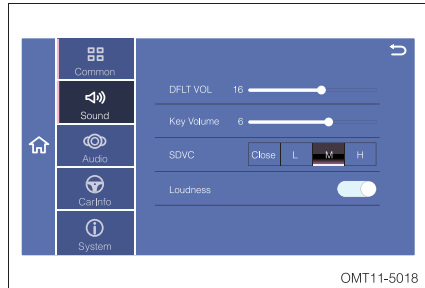 Common
Sound
Audio
CarInfo
System
DFLT VOL 16
Key Volume 6
SDVC Close L M H
Loudness
OMT11-5018